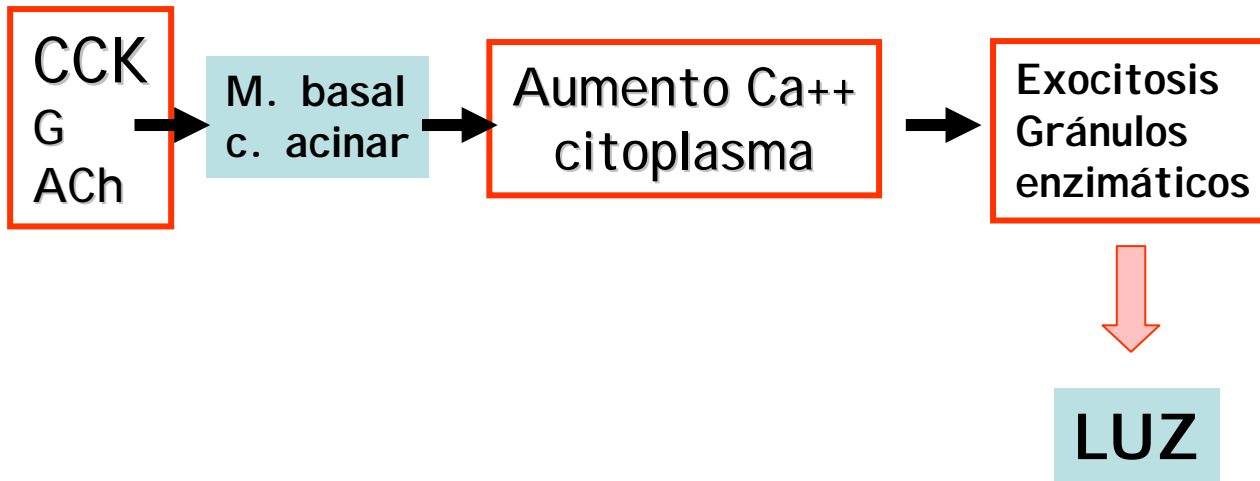 CCK
G
ACh
M. basal
c. acinar
Aumento Ca++
citoplasma
Exocitosis
Gránulos
enzimáticos
LUZ